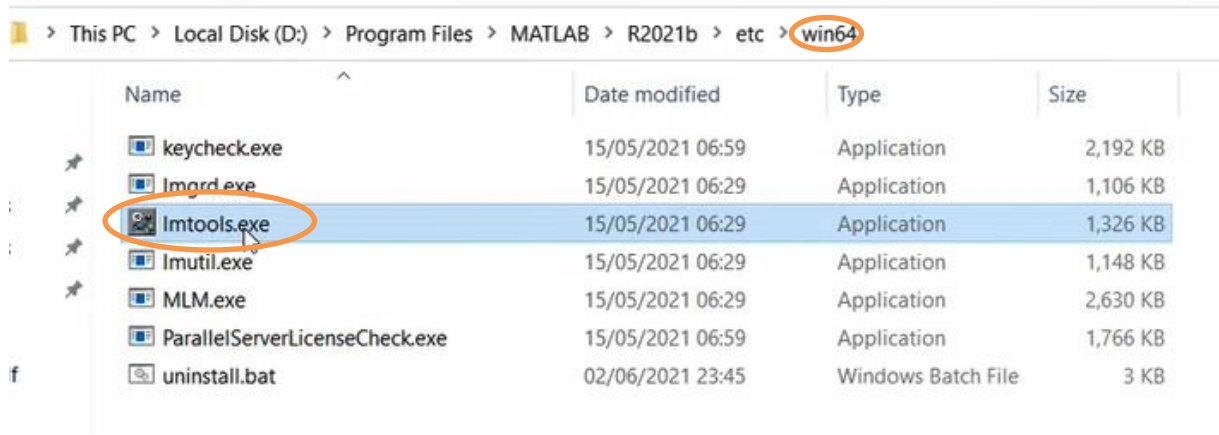 This PC > Local Disk (D:) > Program Files > MATLAB > R2021b > etc > win64
Name Date modified Type Size
keycheck.exe 15/05/2021 06:59 Application 2,192 KB
lmgrd.exe 15/05/2021 06:29 Application 1,106 KB
lmtools.exe 15/05/2021 06:29 Application 1,326 KB
lmutil.exe 15/05/2021 06:29 Application 1,148 KB
MLM.exe 15/05/2021 06:29 Application 2,630 KB
ParallelServerLicenseCheck.exe 15/05/2021 06:59 Application 1,766 KB
uninstall.bat 02/06/2021 23:45 Windows Batch File 3 KB